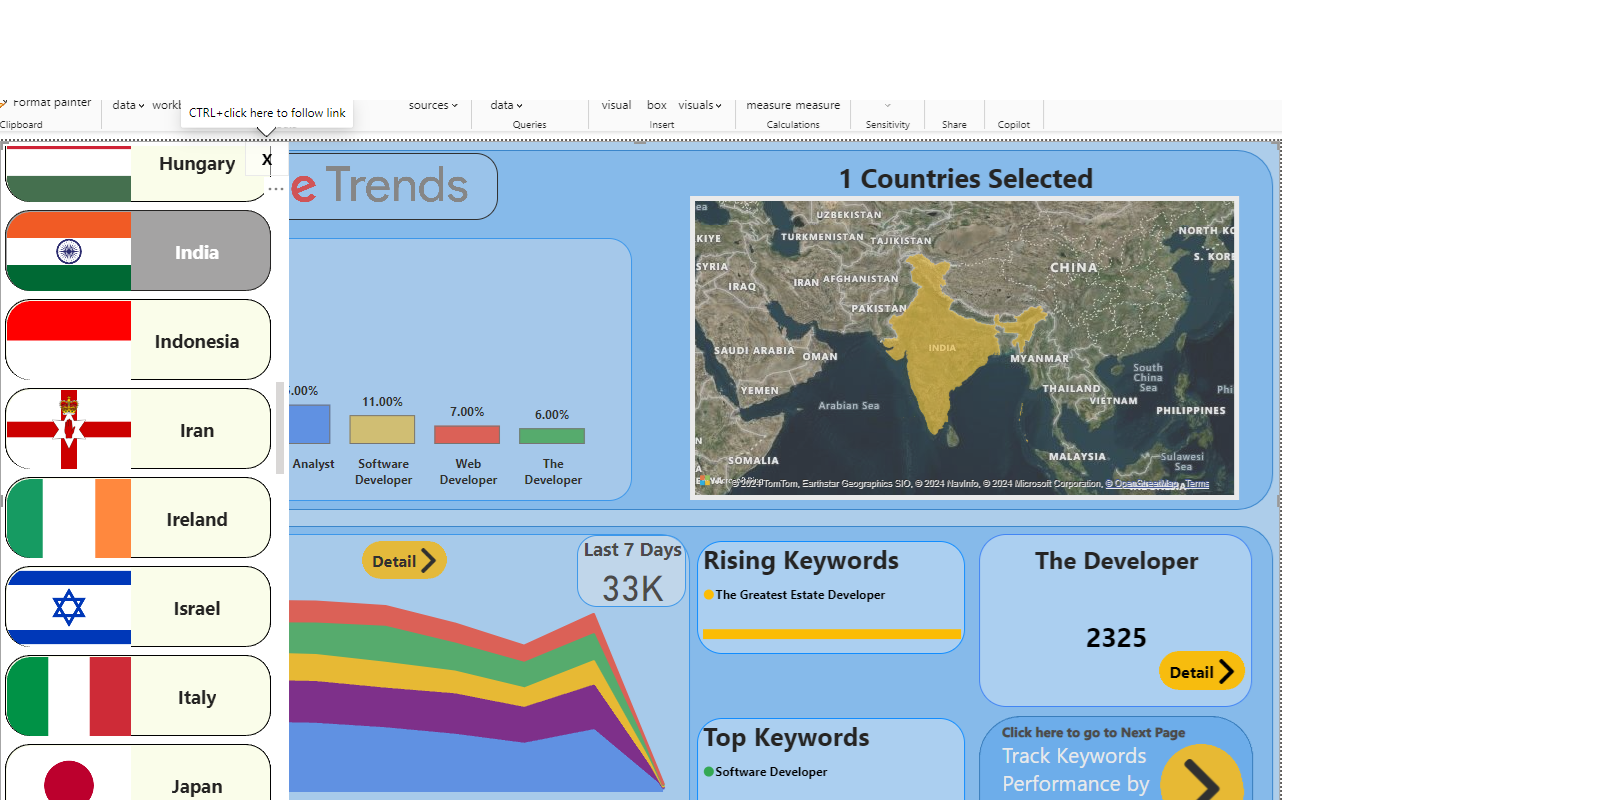 Format painter
data
sources
data
visual
box
visuals
measure measure
CTRL+click here to follow link
Clipboard
Queries
Insert
Calculations
Sensitivity
Share
Copilot
Hungary
X
India
Indonesia
Iran
Ireland
Israel
Italy
Japan
e Trends
11.00%
7.00%
6.00%
Analyst
Software
Developer
Web
Developer
The
Developer
1 Countries Selected
UZBEKISTAN
NORTH KO
KIYE
TURKMENISTAN
TAJIKISTAN
S. KORE
SYRIA
CHINA
IRAQ
IRAN
AFGHANISTAN
PAKISTAN
INDIA
SAUDI ARABIA
OMAN
MYANMAR
South
China
Sea
YEMEN
THAILAND
Phi
VIETNAM
Arabian Sea
PHILIPPINES
SOMALIA
MALAYSIA
Sulawesi
Sea
© 2024 TomTom, Earthstar Geographics SIO, © 2024 NavInfo, © 2024 Microsoft Corporation, © OpenStreetMap Terms
Detail
Last 7 Days
33K
Rising Keywords
The Greatest Estate Developer
The Developer
2325
Detail
Top Keywords
Software Developer
Click here to go to Next Page
Track Keywords
Performance by